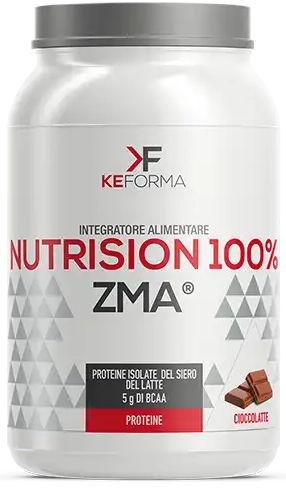 KF
KEFORMA
INTEGRATORE ALIMENTARE
NUTRISION 100%
ZMA®
PROTEINE ISOLATE DEL SIERO
DEL LATTE
5 g DI BCAA
PROTEINE
CIOCCOLATTE